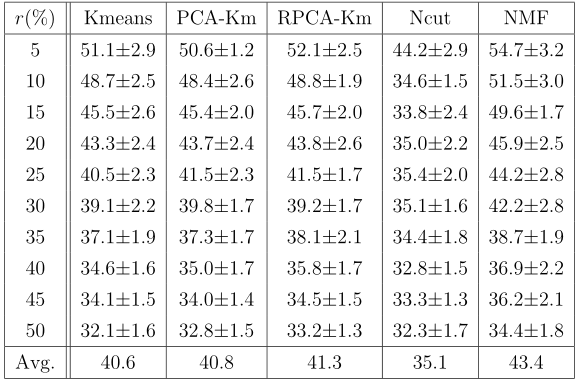 r(%) Kmeans PCA-Km RPCA-Km Ncut NMF
5 51.1±2.9 50.6±1.2 52.1±2.5 44.2±2.9 54.7±3.2
10 48.7±2.5 48.4±2.6 48.8±1.9 34.6±1.5 51.5±3.0
15 45.5±2.6 45.4±2.0 45.7±2.0 33.8±2.4 49.6±1.7
20 43.3±2.4 43.7±2.4 43.8±2.6 35.0±2.2 45.9±2.5
25 40.5±2.3 41.5±2.3 41.5±1.7 35.4±2.0 44.2±2.8
30 39.1±2.2 39.8±1.7 39.2±1.7 35.1±1.6 42.2±2.8
35 37.1±1.9 37.3±1.7 38.1±2.1 34.4±1.8 38.7±1.9
40 34.6±1.6 35.0±1.7 35.8±1.7 32.8±1.5 36.9±2.2
45 34.1±1.5 34.0±1.4 34.5±1.5 33.3±1.3 36.2±2.1
50 32.1±1.6 32.8±1.5 33.2±1.3 32.3±1.7 34.4±1.8
Avg. 40.6 40.8 41.3 35.1 43.4